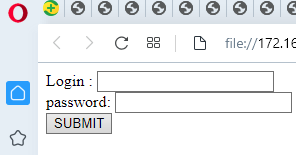 file://172.16
Login :
password:
SUBMIT